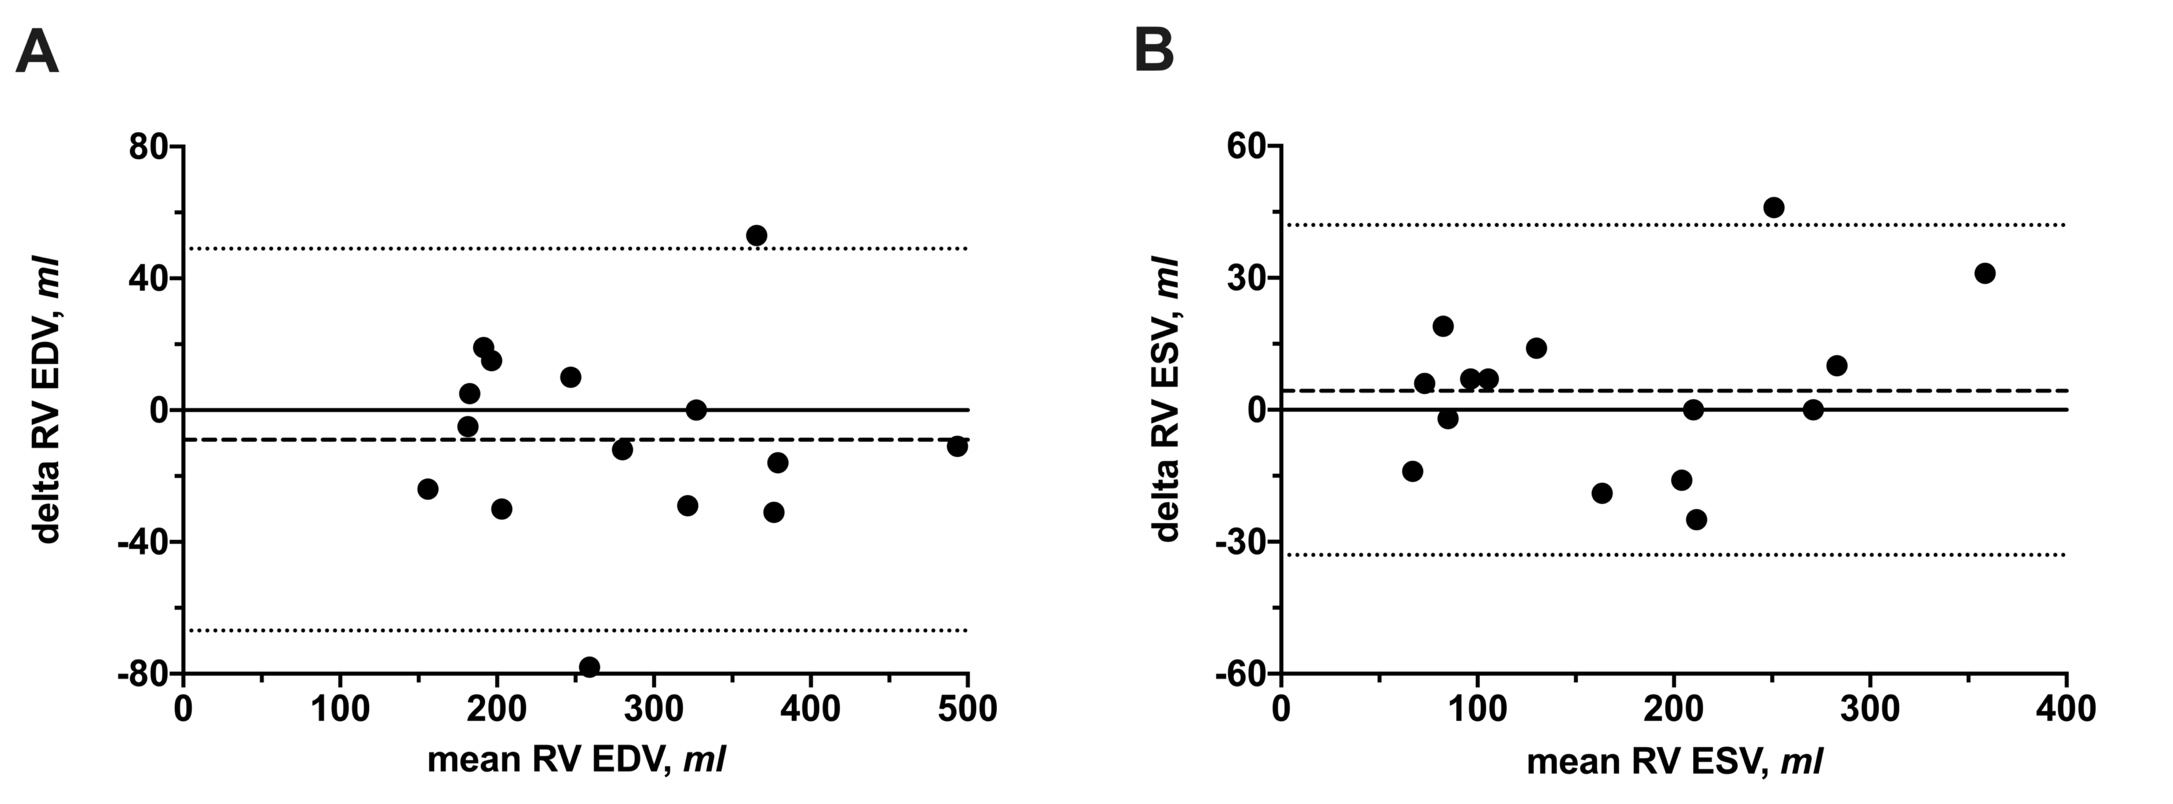 A
80
40
0
-40
-80
0 100 200 300 400 500
delta RV EDV, ml
mean RV EDV, ml
B
60
30
0
-30
-60
0 100 200 300 400
delta RV ESV, ml
mean RV ESV, ml